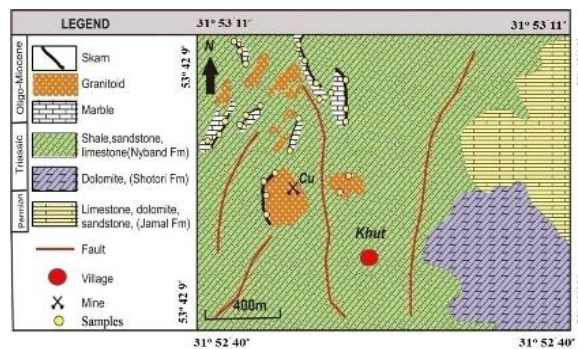 LEGEND
31° 53' 11"
31° 53' 11"
Oligo-Miocene
Skarn
Granitoid
Marble
Triassic
Shale,sandstone,
limestone(Nyband Fm)
Dolomite, (Shotori Fm)
Permian
Limestone, dolomite,
sandstone, (Jamal Fm)
Fault
Village
Mine
Samples
53° 42 9"
53° 42 9"
N
Cu
Khut
400m
31° 52' 40"
31° 52' 40"